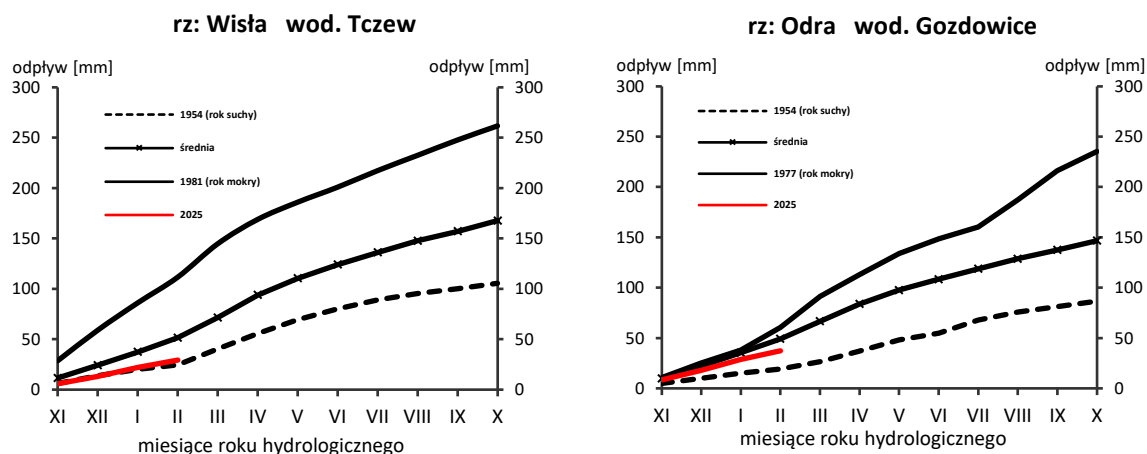 rz: Wisła wod. Tczew
odpływ [mm]
odpływ [mm]
300
250
200
150
100
50
0
1954 (rok suchy)
średnia
1981 (rok mokry)
2025
300
250
200
150
100
50
0
XI XII I II III IV V VI VII VIII IX X
miesiące roku hydrologicznego
rz: Odra wod. Gozdowice
odpływ [mm]
odpływ [mm]
300
250
200
150
100
50
0
1954 (rok suchy)
średnia
1977 (rok mokry)
2025
300
250
200
150
100
50
0
XI XII I II III IV V VI VII VIII IX X
miesiące roku hydrologicznego